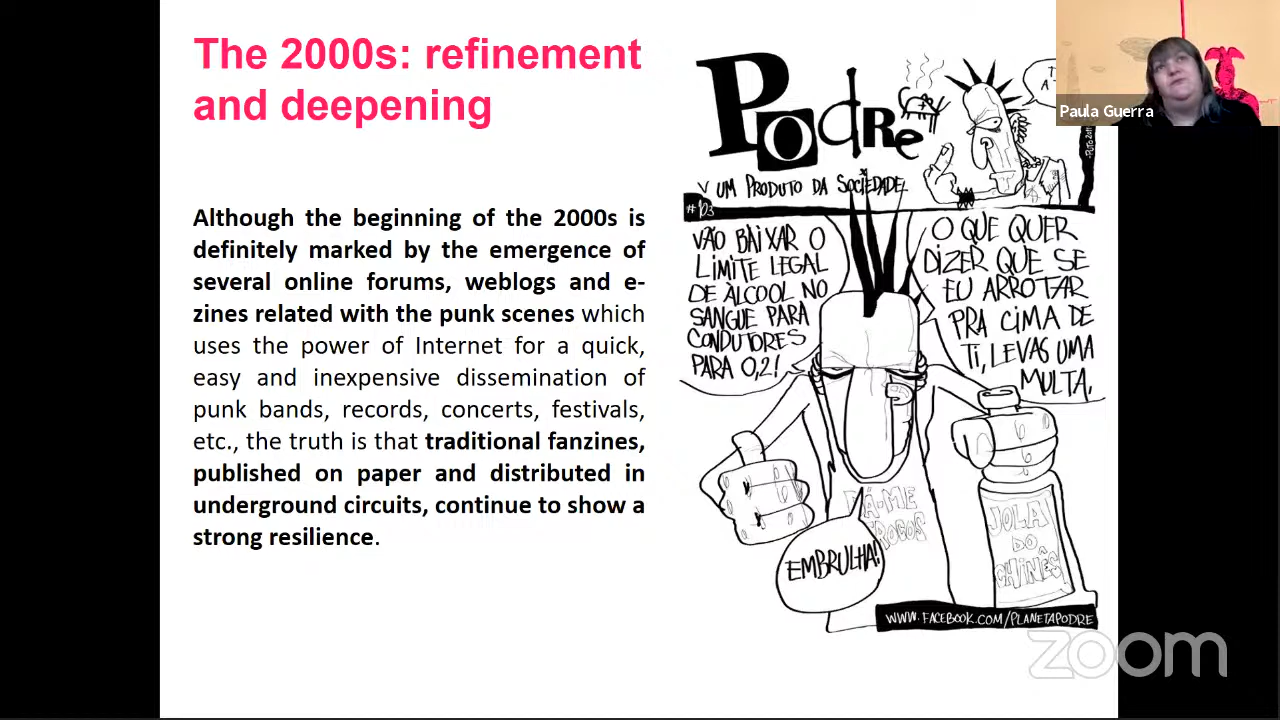 The 2000s: refinement
and deepening
Although the beginning of the 2000s is
definitely marked by the emergence of
several online forums, weblogs and e-
zines related with the punk scenes which
uses the power of Internet for a quick,
easy and inexpensive dissemination of
punk bands, records, concerts, festivals,
etc., the truth is that traditional fanzines,
published on paper and distributed in
underground circuits, continue to show a
strong resilience.
PodRe
UM PRODUTO DA SOCIEDADE
VÃO BAIXAR O
LIMITE LEGAL
DE ÀLCOOL NO
SANGUE PARA
CONDUTORES
PARA 0,2!
O QUE QUER
DIZER QUE SE
EU ARROTAR
PRA CIMA DE
TI, LEVAS UMA
MULTA.
EMBRULHA!
JOLA
DO
CHINÊS
WWW.FACEBOOK.COM/PLANETAPODRE
Paula Guerra
zoom